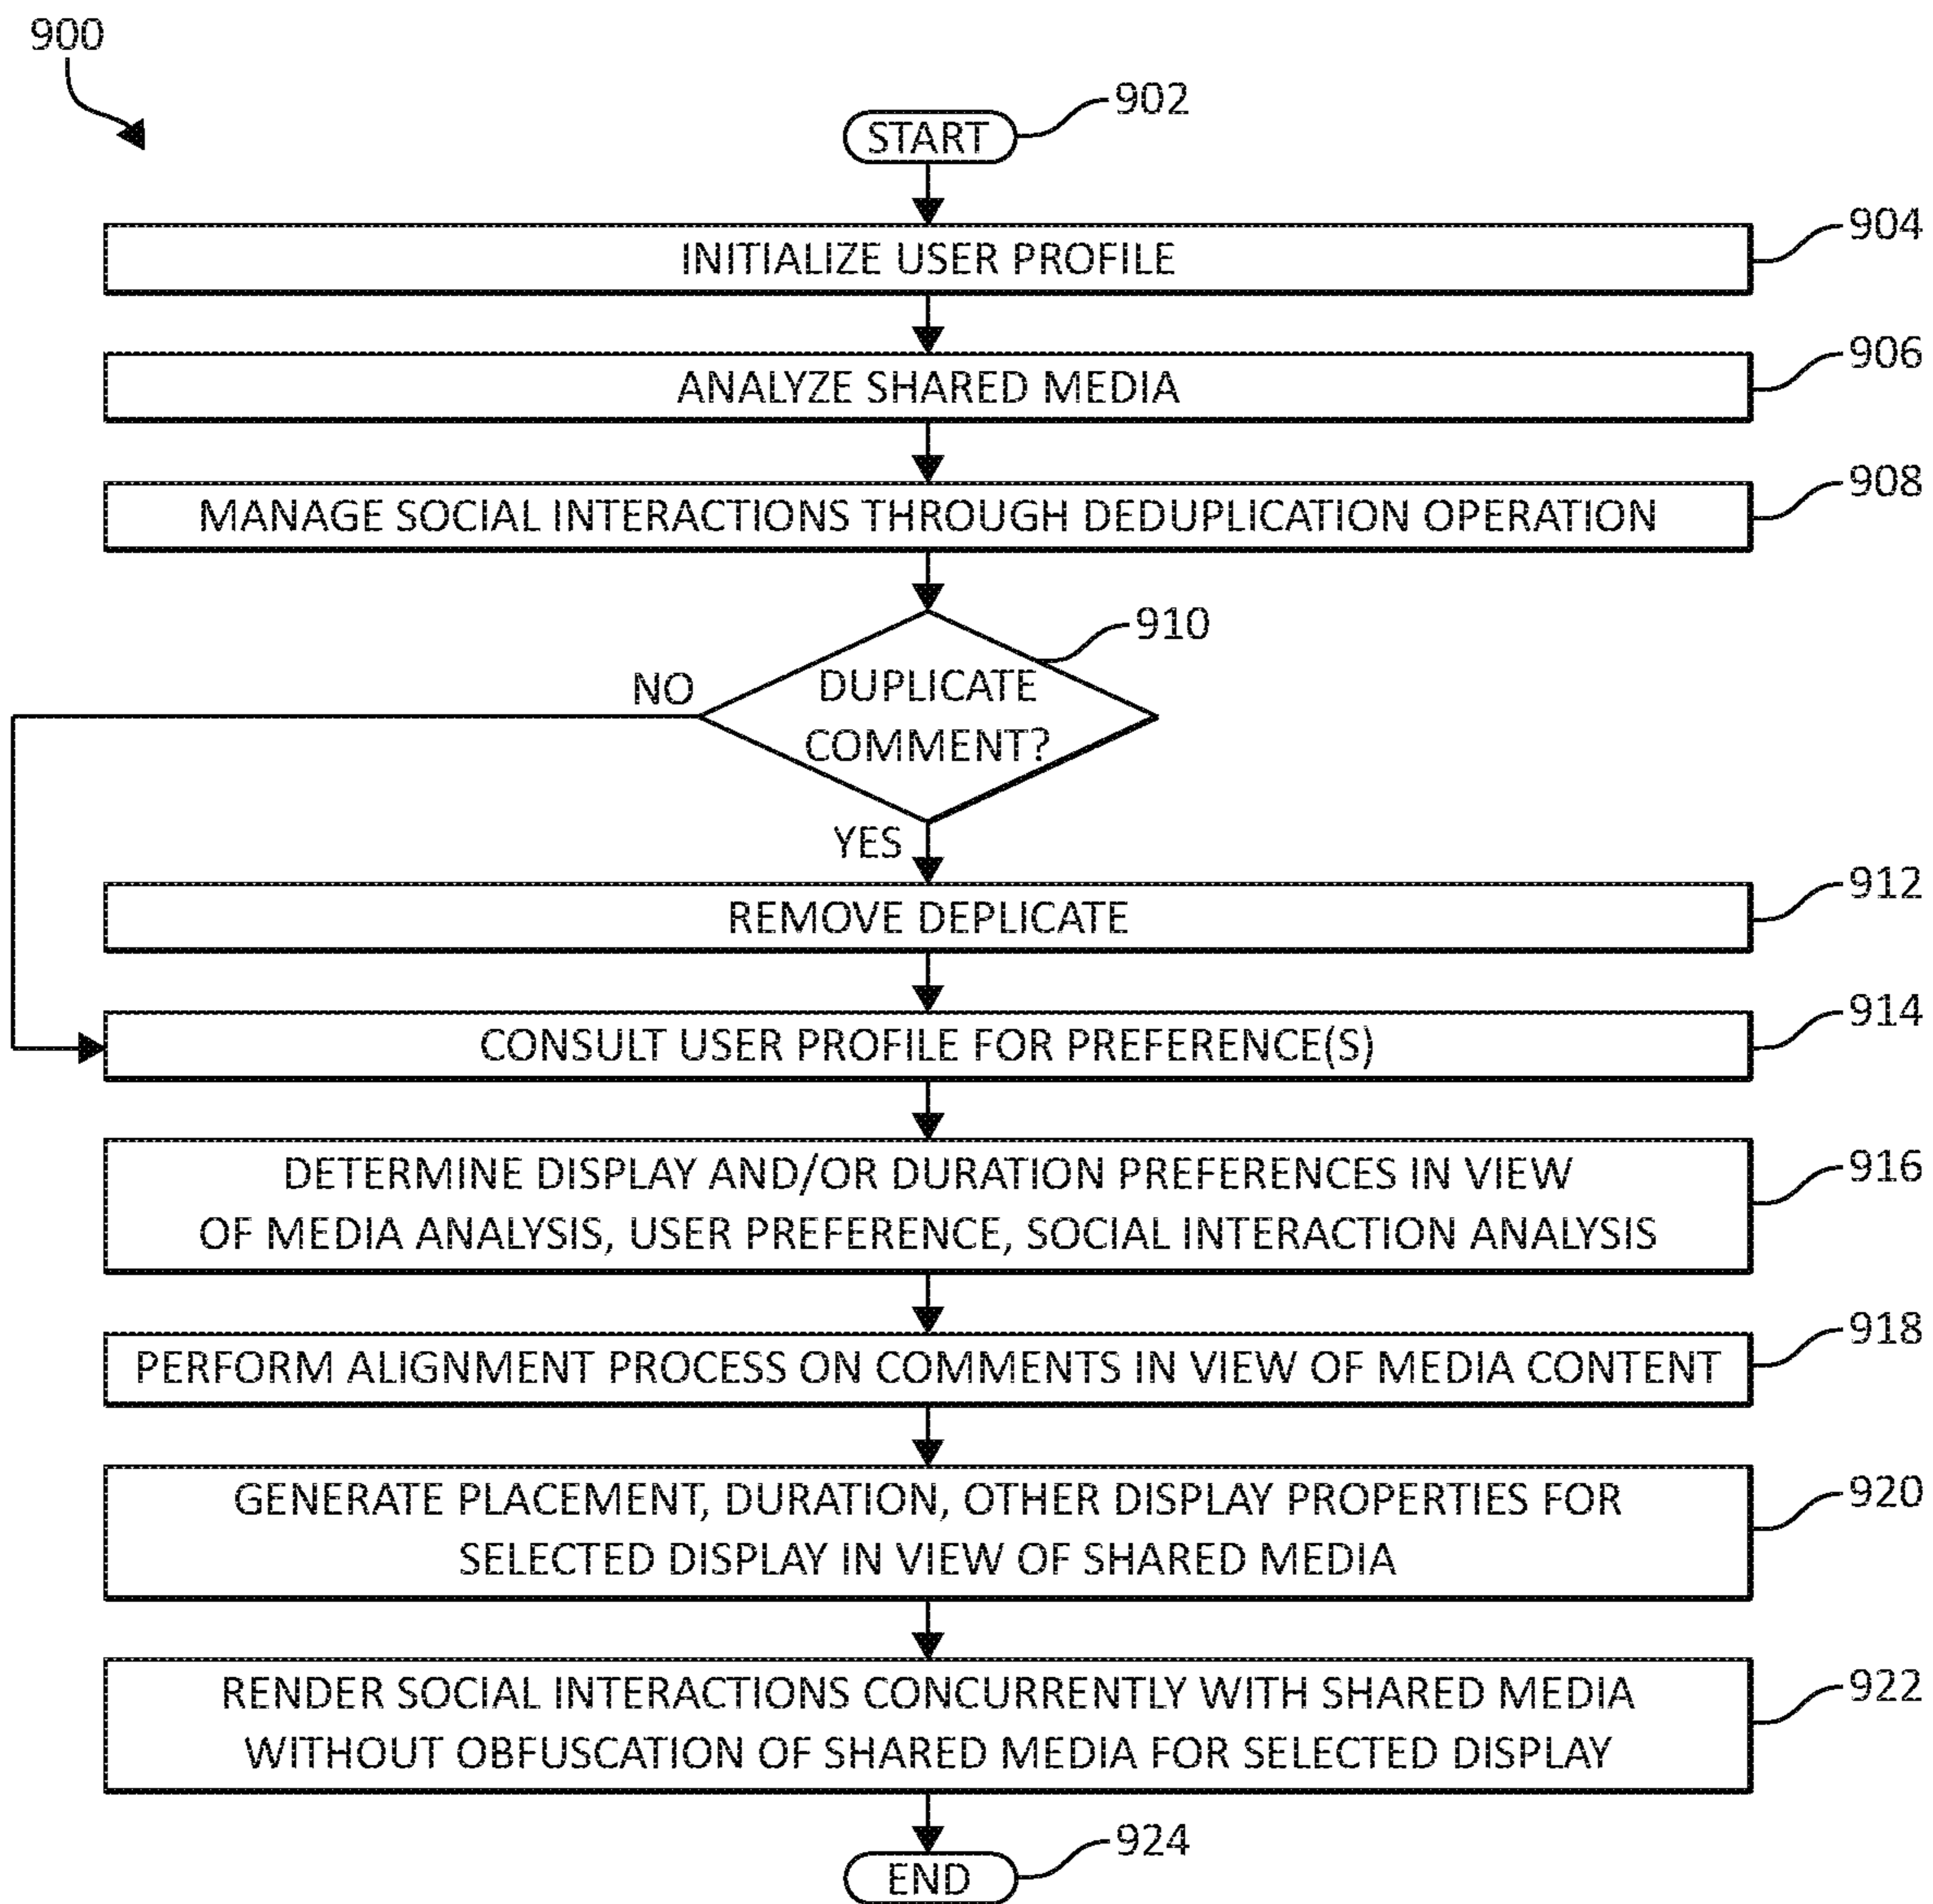 900
START
902
INITIALIZE USER PROFILE
904
ANALYZE SHARED MEDIA
906
MANAGE SOCIAL INTERACTIONS THROUGH DEDUPLICATION OPERATION
908
910
NO
DUPLICATE
COMMENT?
YES
REMOVE DEPLICATE
912
CONSULT USER PROFILE FOR PREFERENCE(S)
914
DETERMINE DISPLAY AND/OR DURATION PREFERENCES IN VIEW
OF MEDIA ANALYSIS, USER PREFERENCE, SOCIAL INTERACTION ANALYSIS
916
PERFORM ALIGNMENT PROCESS ON COMMENTS IN VIEW OF MEDIA CONTENT
918
GENERATE PLACEMENT, DURATION, OTHER DISPLAY PROPERTIES FOR
SELECTED DISPLAY IN VIEW OF SHARED MEDIA
920
RENDER SOCIAL INTERACTIONS CONCURRENTLY WITH SHARED MEDIA
WITHOUT OBFUSCATION OF SHARED MEDIA FOR SELECTED DISPLAY
922
END
924